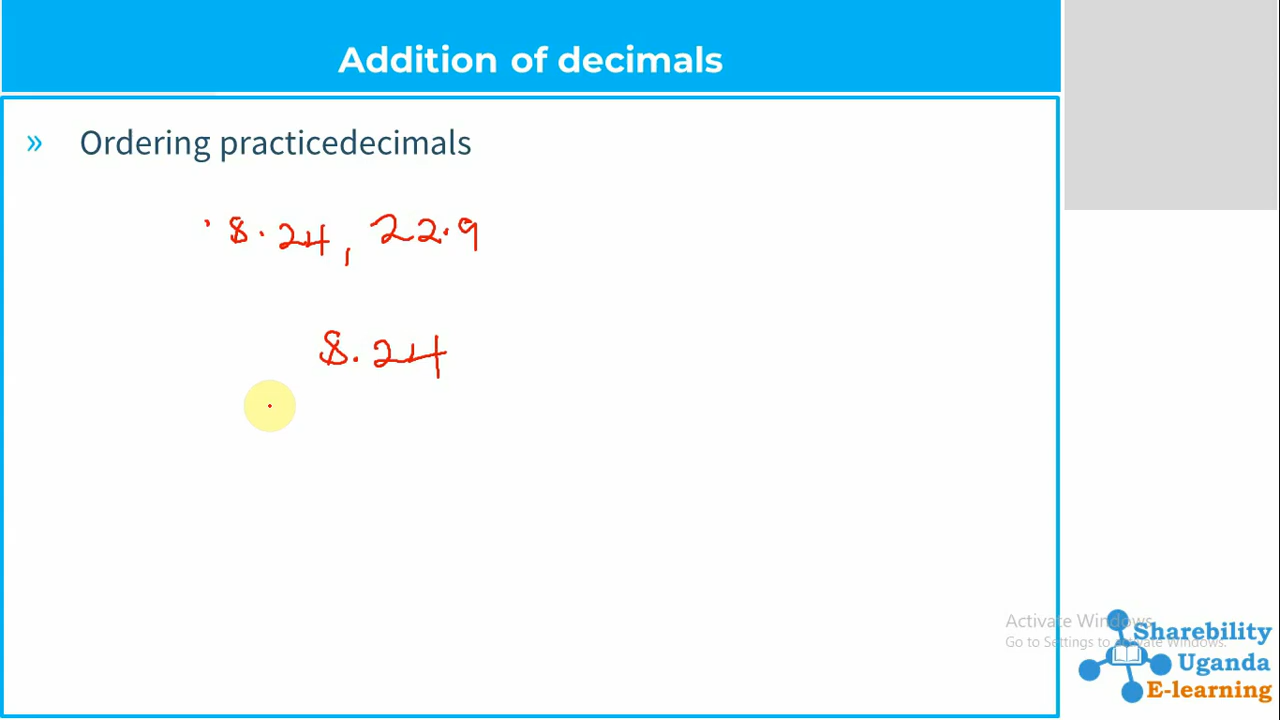 Addition of decimals
» Ordering practicedecimals
8.24, 22.9
8.24
Activate Windows
Go to Settings to activate Windows.
Sharebility
Uganda
E-learning